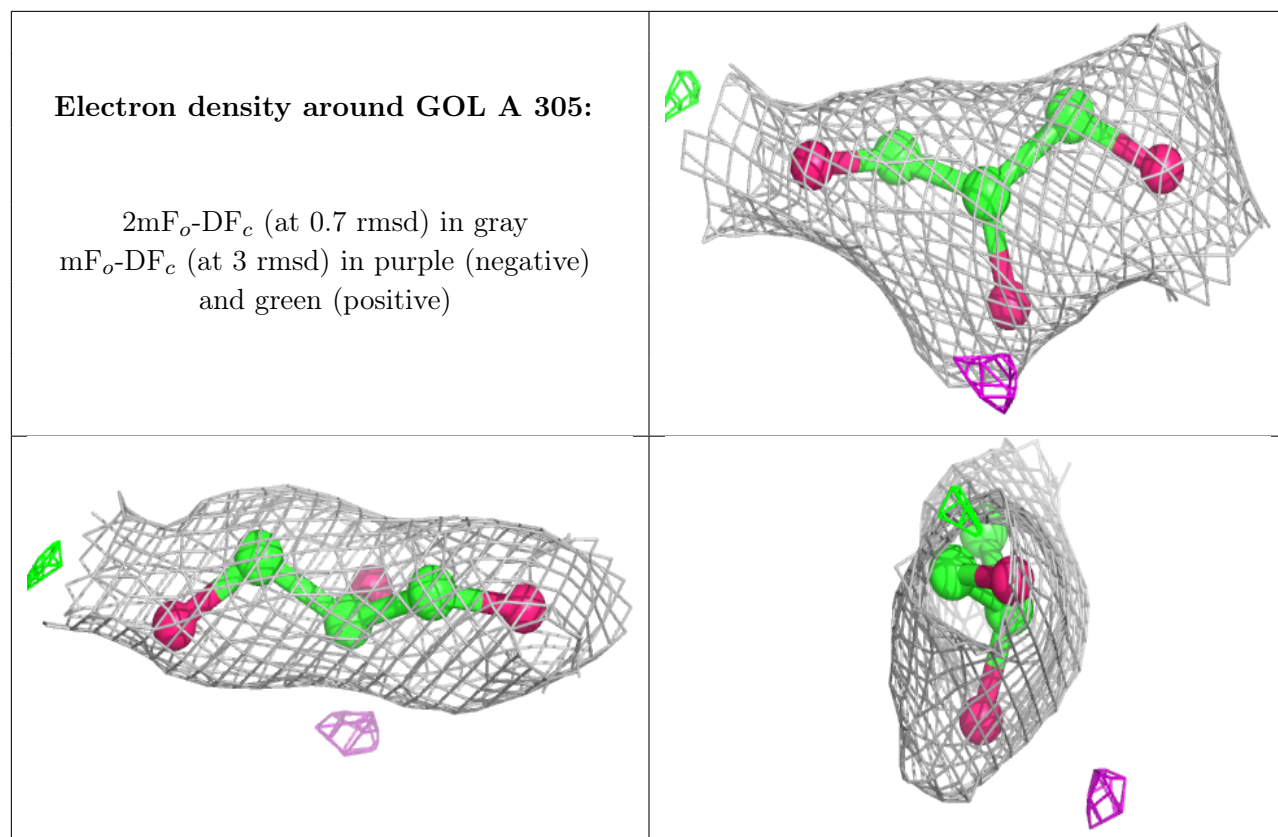 Electron density around GOL A 305:
2mFₒ-DF𝒸 (at 0.7 rmsd) in gray
mFₒ-DF𝒸 (at 3 rmsd) in purple (negative)
and green (positive)